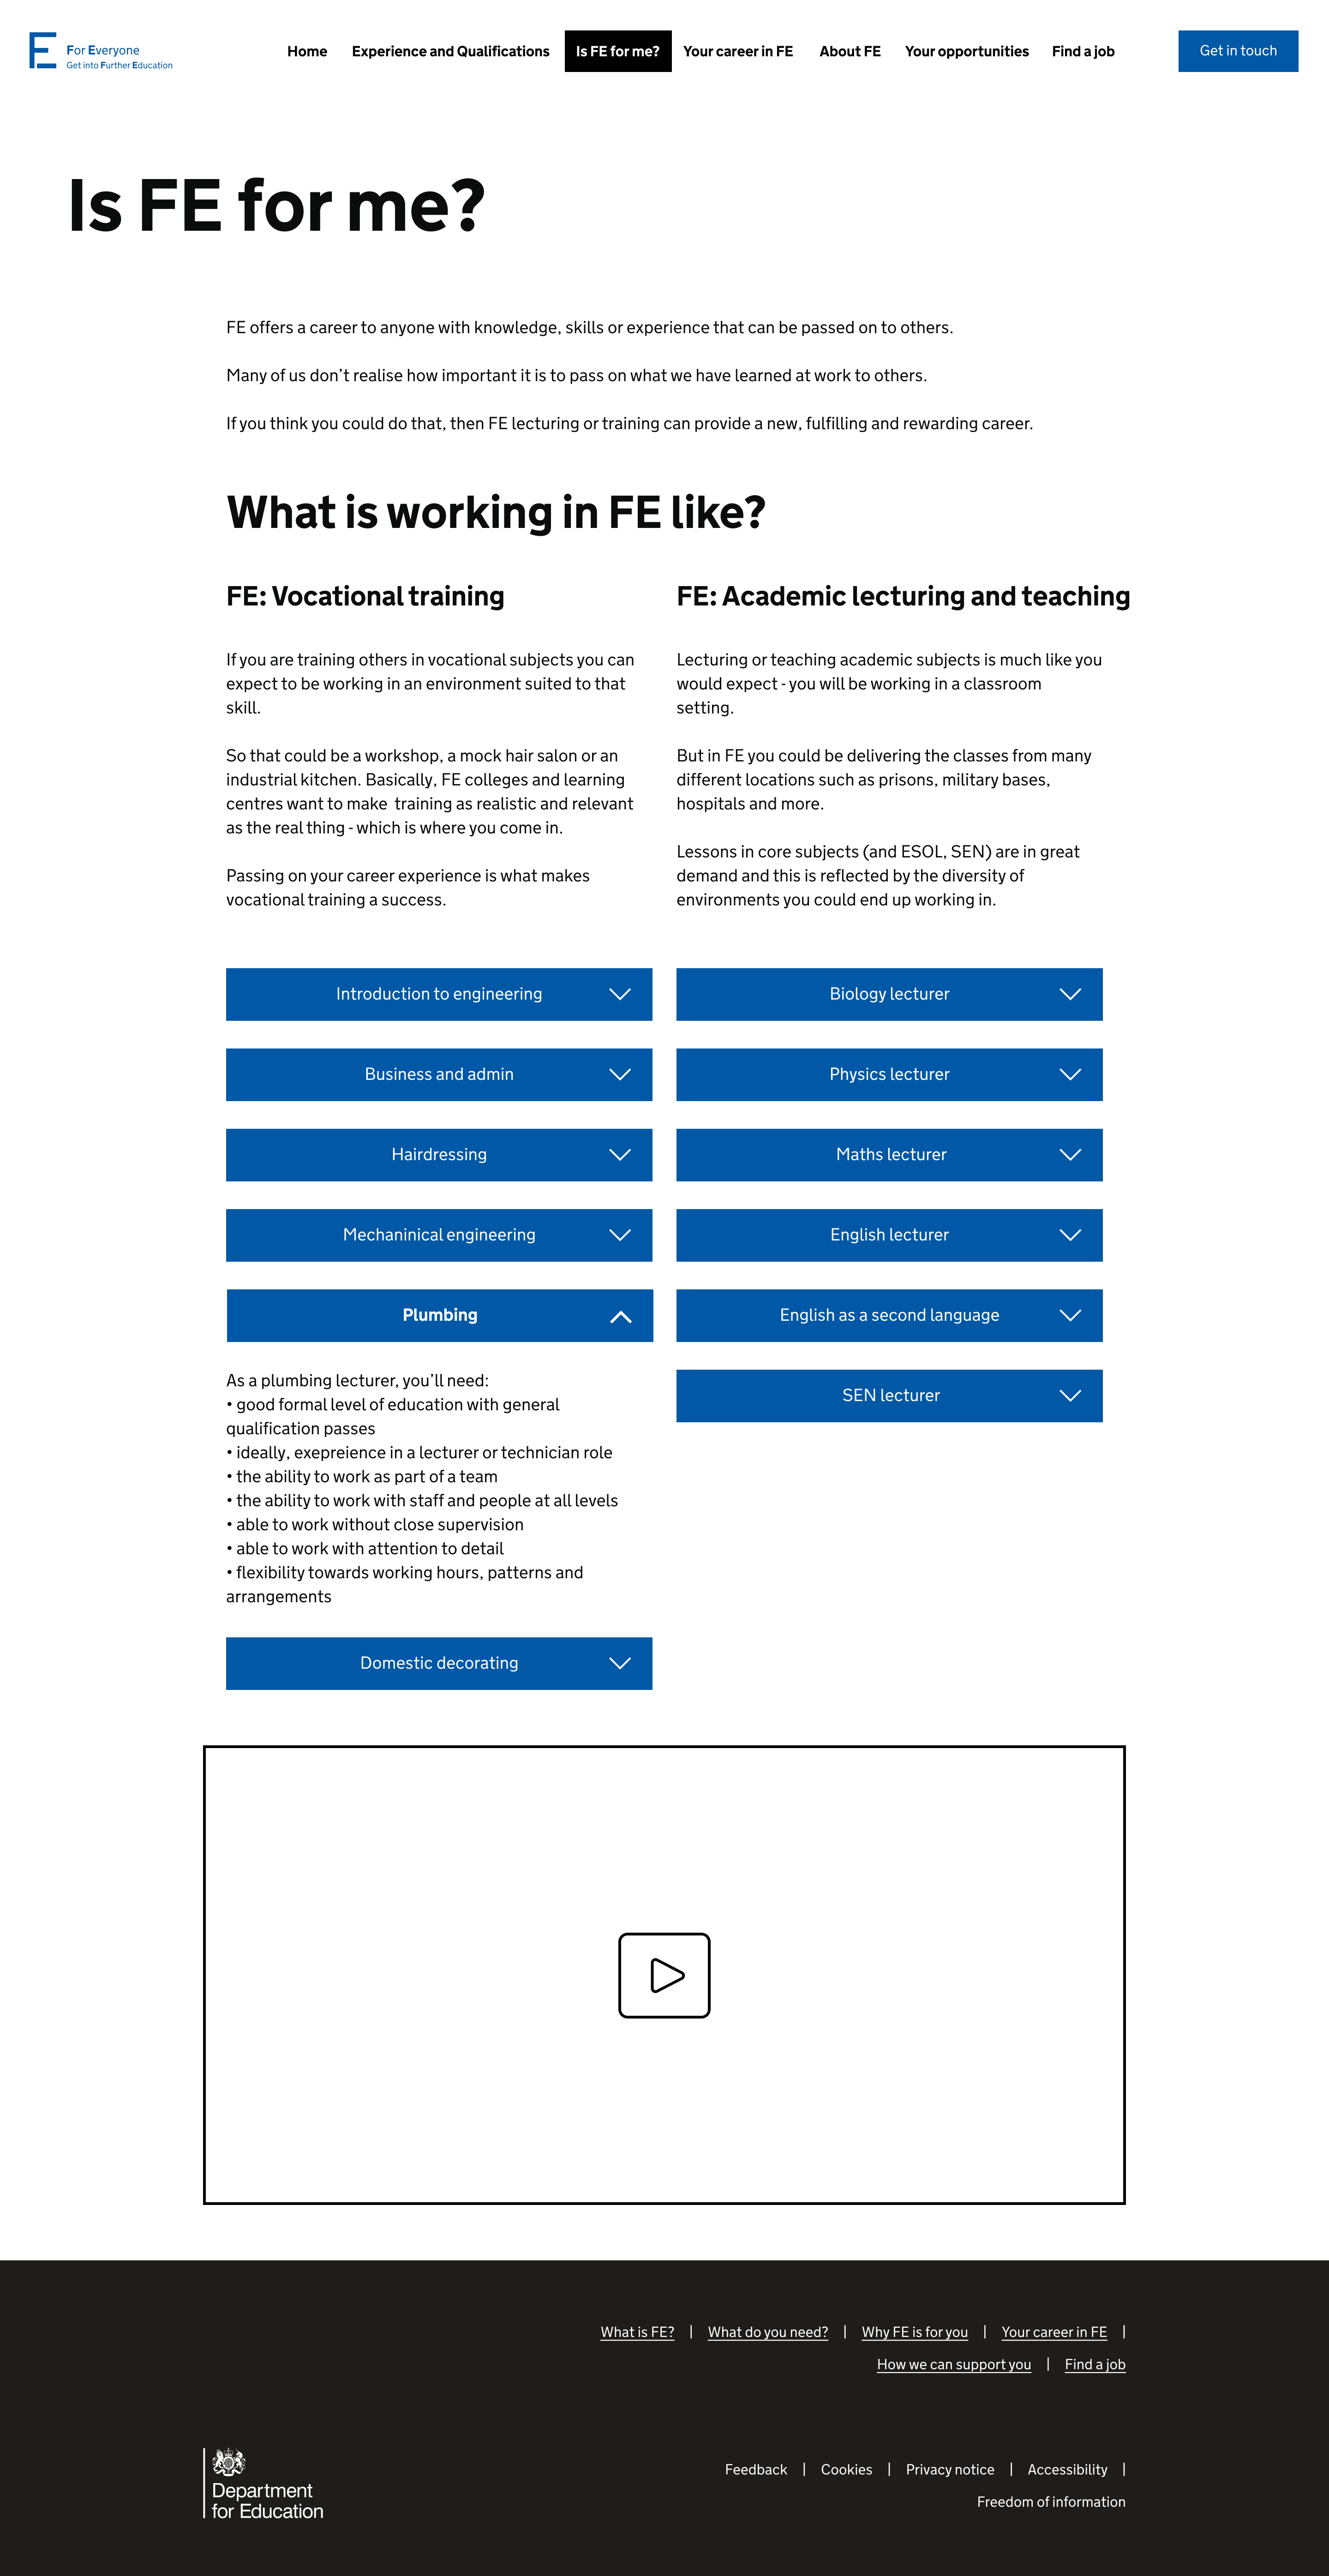 For Everyone
Get into Further Education
Home
Experience and Qualifications
Is FE for me?
Your career in FE
About FE
Your opportunities
Find a job
Get in touch
Is FE for me?
FE offers a career to anyone with knowledge, skills or experience that can be passed on to others.
Many of us don’t realise how important it is to pass on what we have learned at work to others.
If you think you could do that, then FE lecturing or training can provide a new, fulfilling and rewarding career.
What is working in FE like?
FE: Vocational training
If you are training others in vocational subjects you can
expect to be working in an environment suited to that
skill.
So that could be a workshop, a mock hair salon or an
industrial kitchen. Basically, FE colleges and learning
centres want to make  training as realistic and relevant
as the real thing - which is where you come in.
Passing on your career experience is what makes
vocational training a success.
Introduction to engineering
Business and admin
Hairdressing
Mechaninical engineering
Plumbing
As a plumbing lecturer, you’ll need:
• good formal level of education with general
qualification passes
• ideally, exepreience in a lecturer or technician role
• the ability to work as part of a team
• the ability to work with staff and people at all levels
• able to work without close supervision
• able to work with attention to detail
• flexibility towards working hours, patterns and
arrangements
Domestic decorating
FE: Academic lecturing and teaching
Lecturing or teaching academic subjects is much like you
would expect - you will be working in a classroom
setting.
But in FE you could be delivering the classes from many
different locations such as prisons, military bases,
hospitals and more.
Lessons in core subjects (and ESOL, SEN) are in great
demand and this is reflected by the diversity of
environments you could end up working in.
Biology lecturer
Physics lecturer
Maths lecturer
English lecturer
English as a second language
SEN lecturer
What is FE? | What do you need? | Why FE is for you | Your career in FE |
How we can support you | Find a job
Department
for Education
Feedback | Cookies | Privacy notice | Accessibility |
Freedom of information